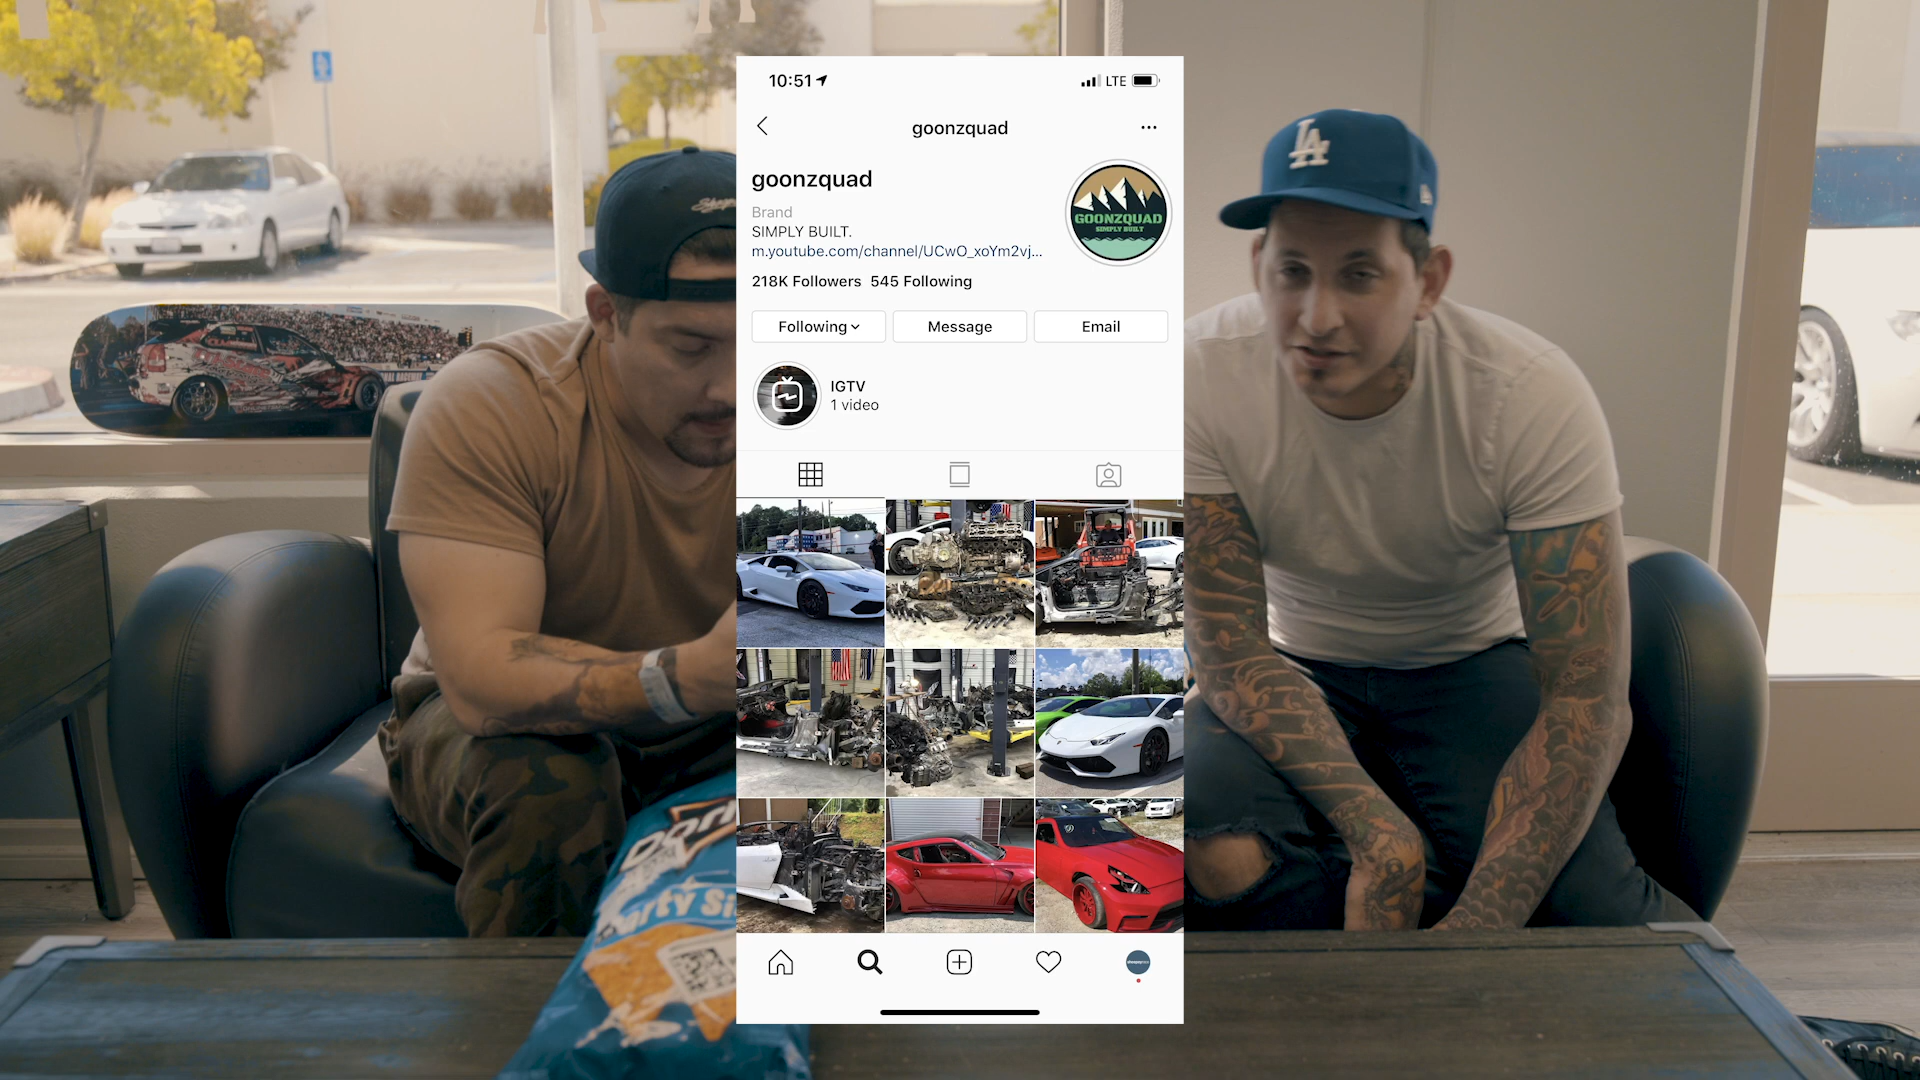 10:51
LTE
goonzquad
goonzquad
Brand
SIMPLY BUILT.
m.youtube.com/channel/UCwO_xoYm2vj...
218K Followers 545 Following
GOONZQUAD
SIMPLY BUILT
Following
Message
Email
IGTV
1 video
LA